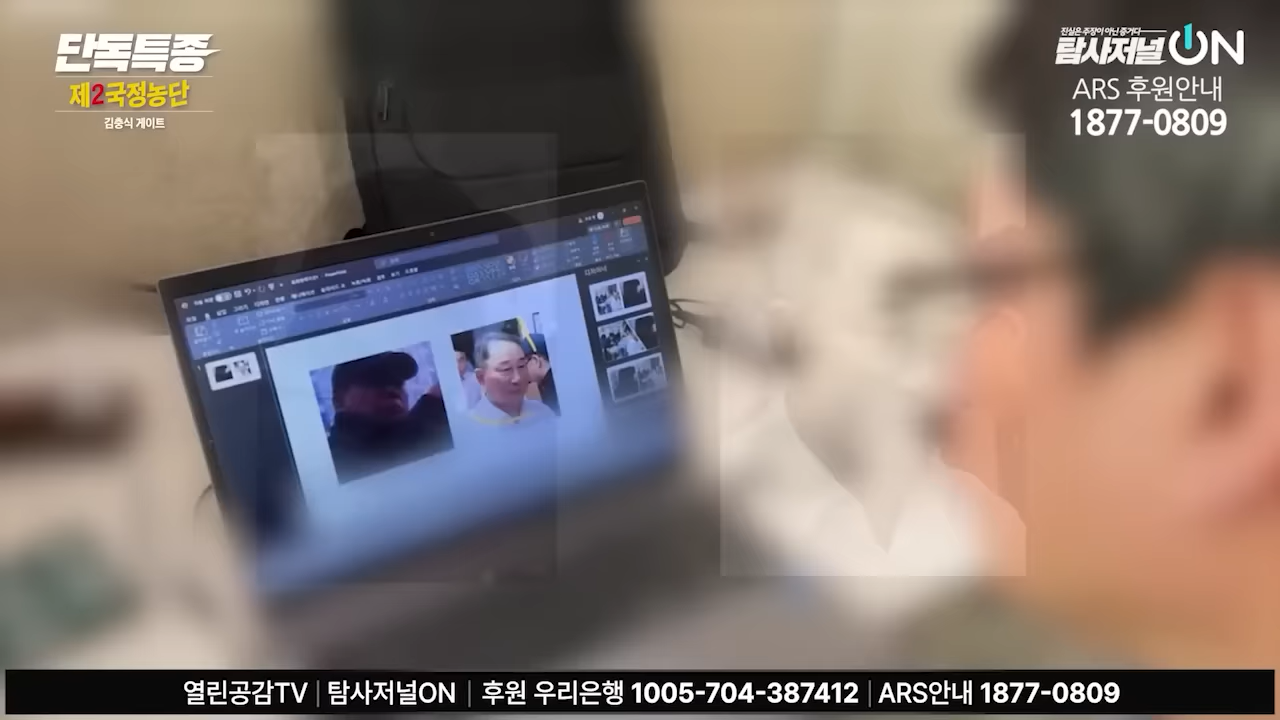 단독특종
제2국정농단
김충식 게이트
진실은 주장이 아닌 증거다
탐사저널ON
ARS 후원안내
1877-0809
열린공감TV | 탐사저널ON | 후원 우리은행 1005-704-387412 | ARS안내 1877-0809